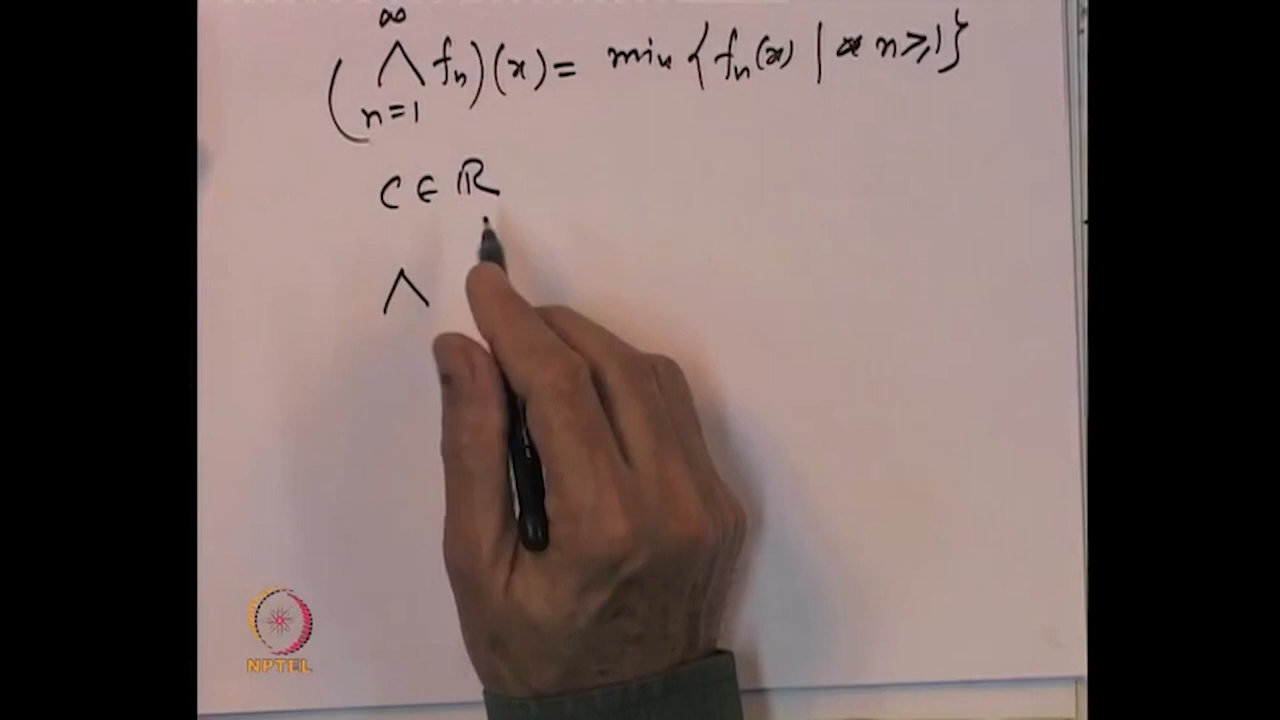 ∞
( ⋀ fₙ)(x) = min { fₙ(x) | n ≥ 1 }
n=1
C ∈ ℝ
⋀
NPTEL